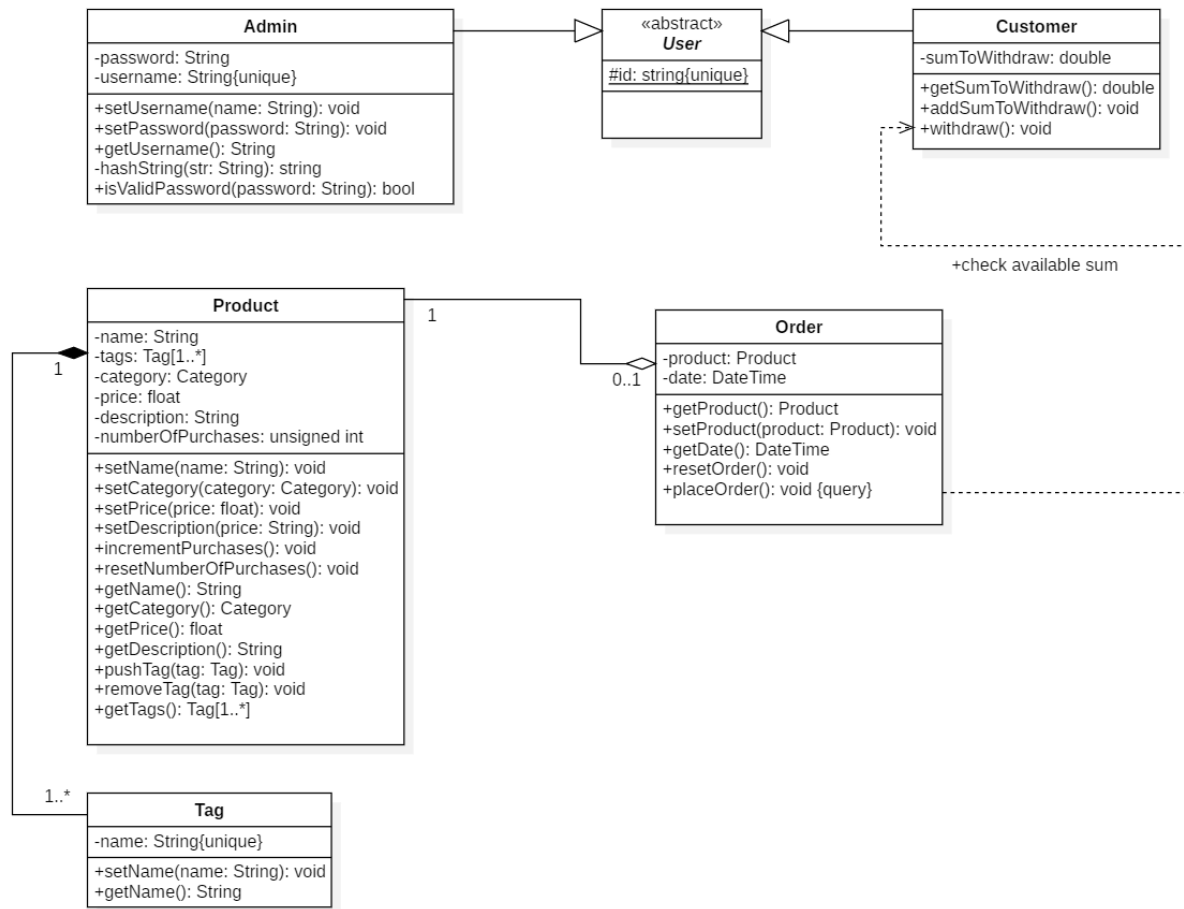 Admin
-password: String
-username: String{unique}
+setUsername(name: String): void
+setPassword(password: String): void
+getUsername(): String
-hashString(str: String): string
+isValidPassword(password: String): bool
«abstract»
User
#id: string{unique}
Customer
-sumToWithdraw: double
+getSumToWithdraw(): double
+addSumToWithdraw(): void
+withdraw(): void
+check available sum
Product
-name: String
-tags: Tag[1..*]
-category: Category
-price: float
-description: String
-numberOfPurchases: unsigned int
+setName(name: String): void
+setCategory(category: Category): void
+setPrice(price: float): void
+setDescription(price: String): void
+incrementPurchases(): void
+resetNumberOfPurchases(): void
+getName(): String
+getCategory(): Category
+getPrice(): float
+getDescription(): String
+pushTag(tag: Tag): void
+removeTag(tag: Tag): void
+getTags(): Tag[1..*]
1
1
0..1
Order
-product: Product
-date: DateTime
+getProduct(): Product
+setProduct(product: Product): void
+getDate(): DateTime
+resetOrder(): void
+placeOrder(): void {query}
1..*
Tag
-name: String{unique}
+setName(name: String): void
+getName(): String